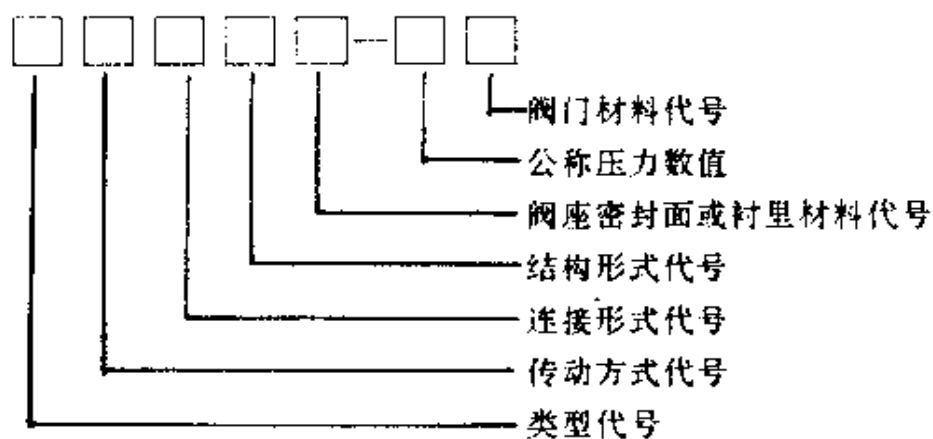 阀门材料代号
公称压力数值
阀座密封面或衬里材料代号
结构形式代号
连接形式代号
传动方式代号
类型代号